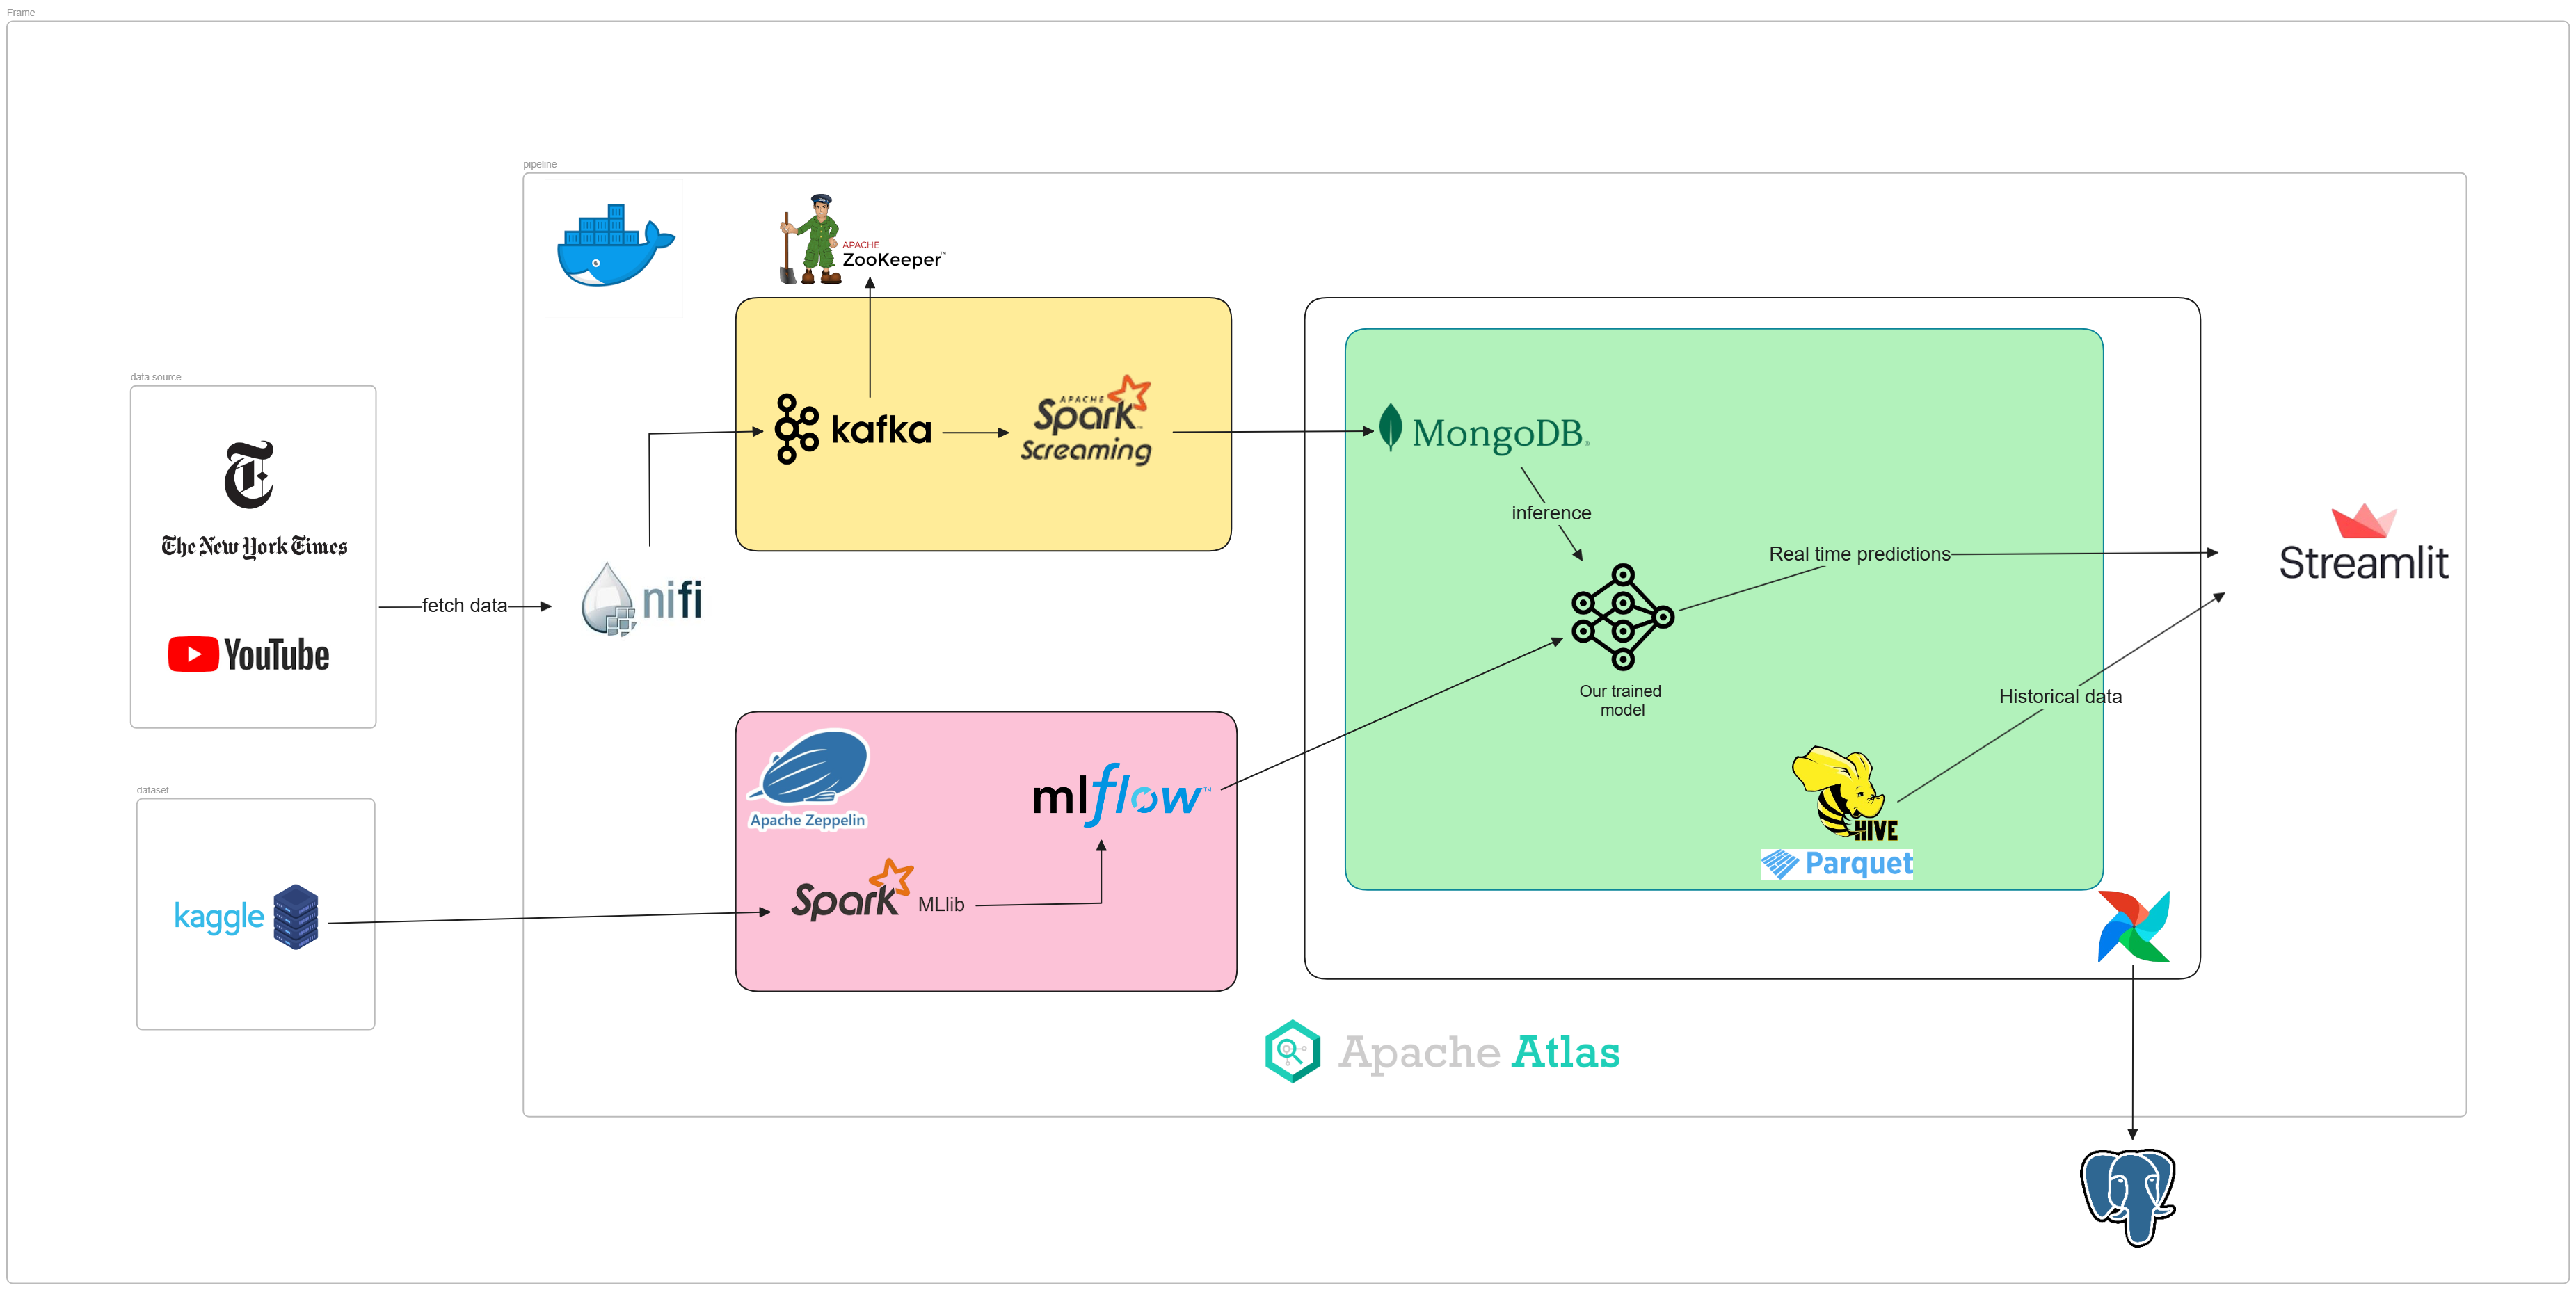 Frame
pipeline
APACHE
ZooKeeper™
data source
The New York Times
YouTube
fetch data
nifi
kafka
APACHE
Spark™
Screaming
MongoDB®
inference
Our trained
model
Real time predictions
Streamlit
Historical data
HIVE
Parquet
dataset
kaggle
Apache Zeppelin
mlflow™
Spark MLlib
Apache Atlas